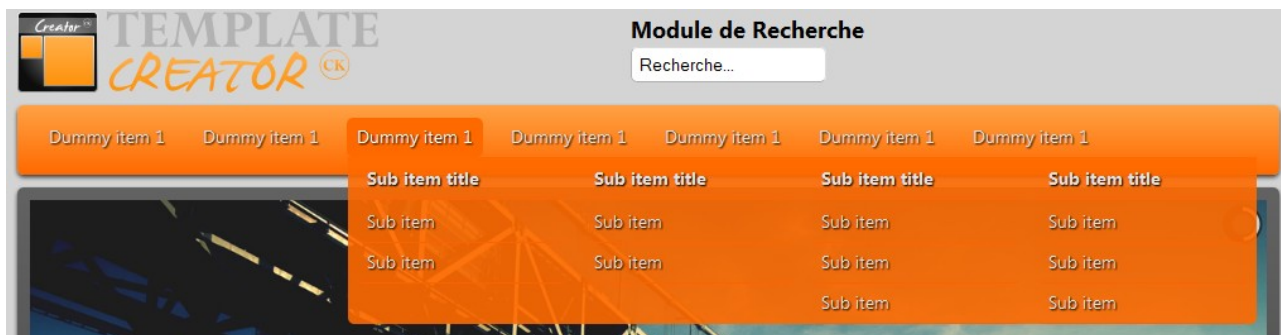 Creator CK
TEMPLATE
CREATOR CK
Module de Recherche
Recherche...
Dummy item 1 Dummy item 1 Dummy item 1 Dummy item 1 Dummy item 1 Dummy item 1 Dummy item 1
Sub item title Sub item title Sub item title Sub item title
Sub item Sub item Sub item Sub item
Sub item Sub item Sub item Sub item
Sub item Sub item